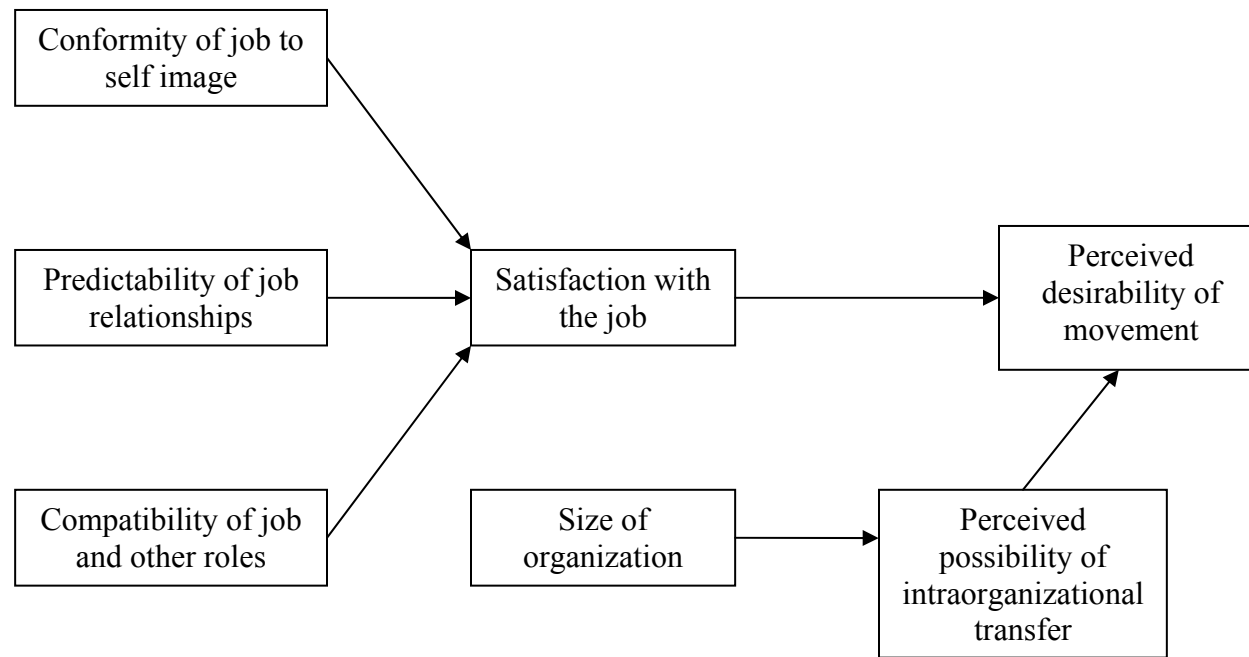 Conformity of job to
self image
Predictability of job
relationships
Satisfaction with
the job
Perceived
desirability of
movement
Compatibility of job
and other roles
Size of
organization
Perceived
possibility of
intraorganizational
transfer